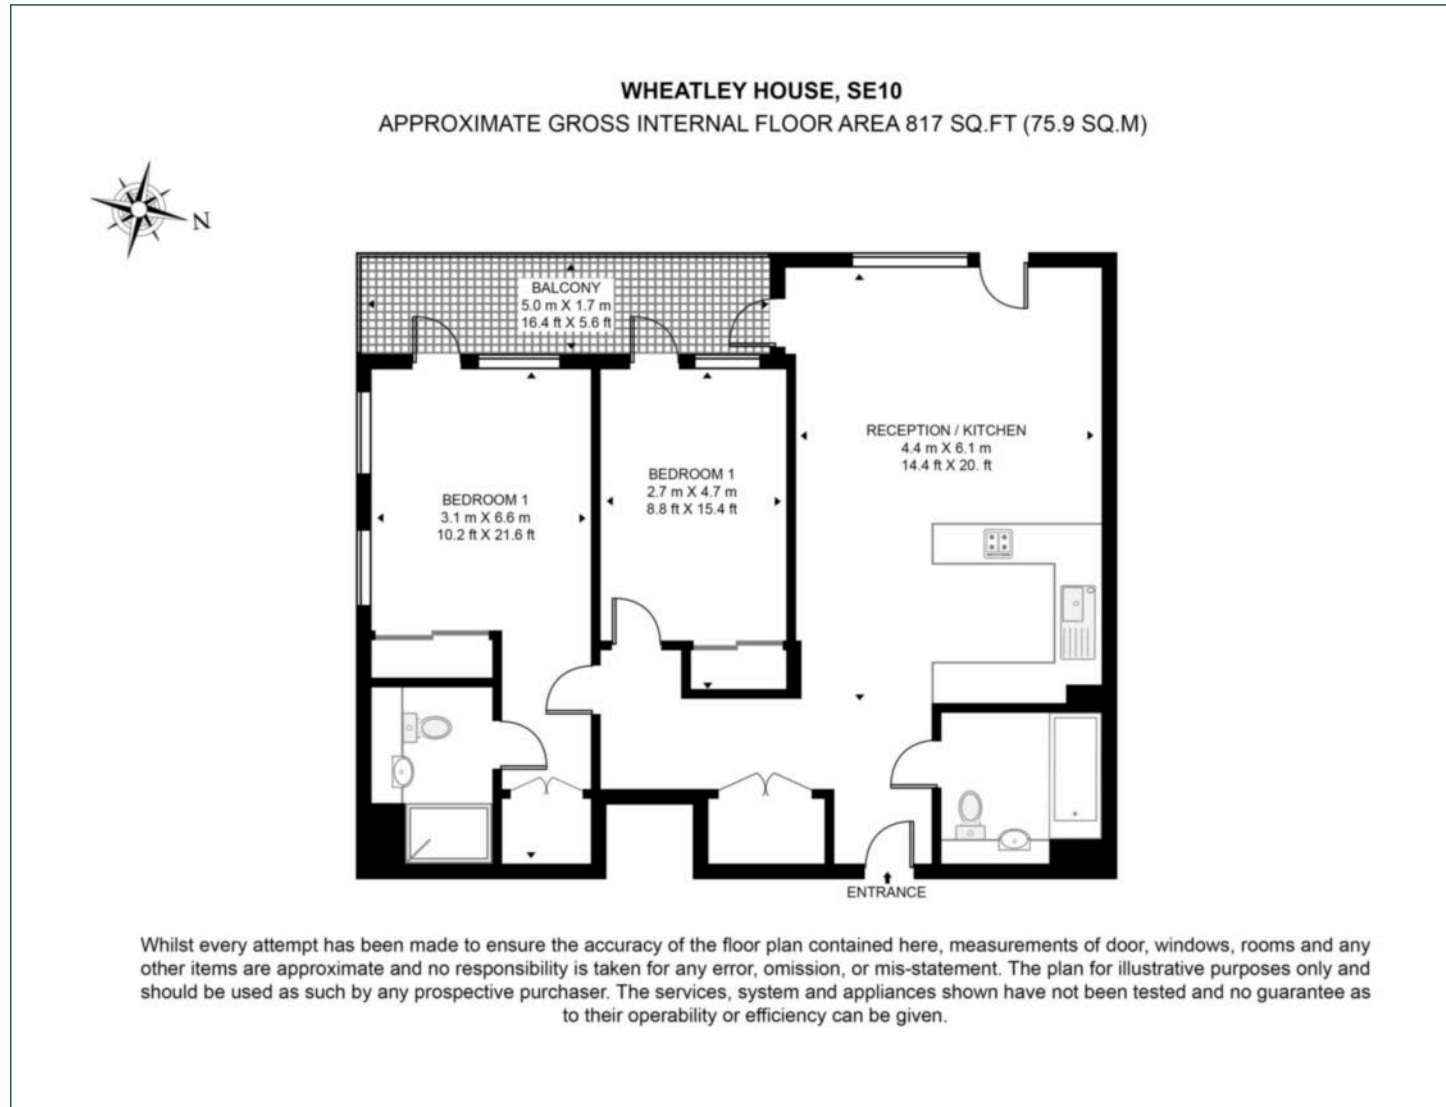 WHEATLEY HOUSE, SE10
APPROXIMATE GROSS INTERNAL FLOOR AREA 817 SQ.FT (75.9 SQ.M)
N
BALCONY
5.0 m X 1.7 m
16.4 ft X 5.6 ft
RECEPTION / KITCHEN
4.4 m X 6.1 m
14.4 ft X 20. ft
BEDROOM 1
2.7 m X 4.7 m
8.8 ft X 15.4 ft
BEDROOM 1
3.1 m X 6.6 m
10.2 ft X 21.6 ft
ENTRANCE
Whilst every attempt has been made to ensure the accuracy of the floor plan contained here, measurements of door, windows, rooms and any
other items are approximate and no responsibility is taken for any error, omission, or mis-statement. The plan for illustrative purposes only and
should be used as such by any prospective purchaser. The services, system and appliances shown have not been tested and no guarantee as
to their operability or efficiency can be given.